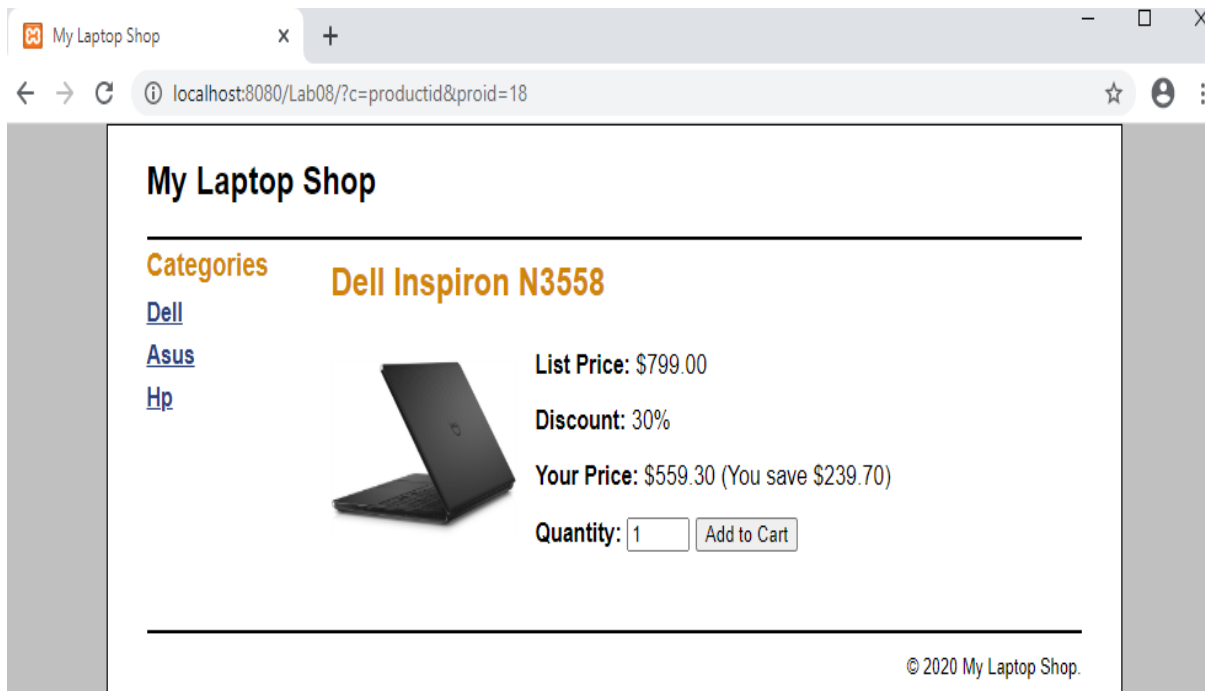 My Laptop Shop
localhost:8080/Lab08/?c=productid&proid=18
My Laptop Shop
Categories
Dell
Asus
Hp
Dell Inspiron N3558
List Price: $799.00
Discount: 30%
Your Price: $559.30 (You save $239.70)
Quantity: 1 Add to Cart
© 2020 My Laptop Shop.